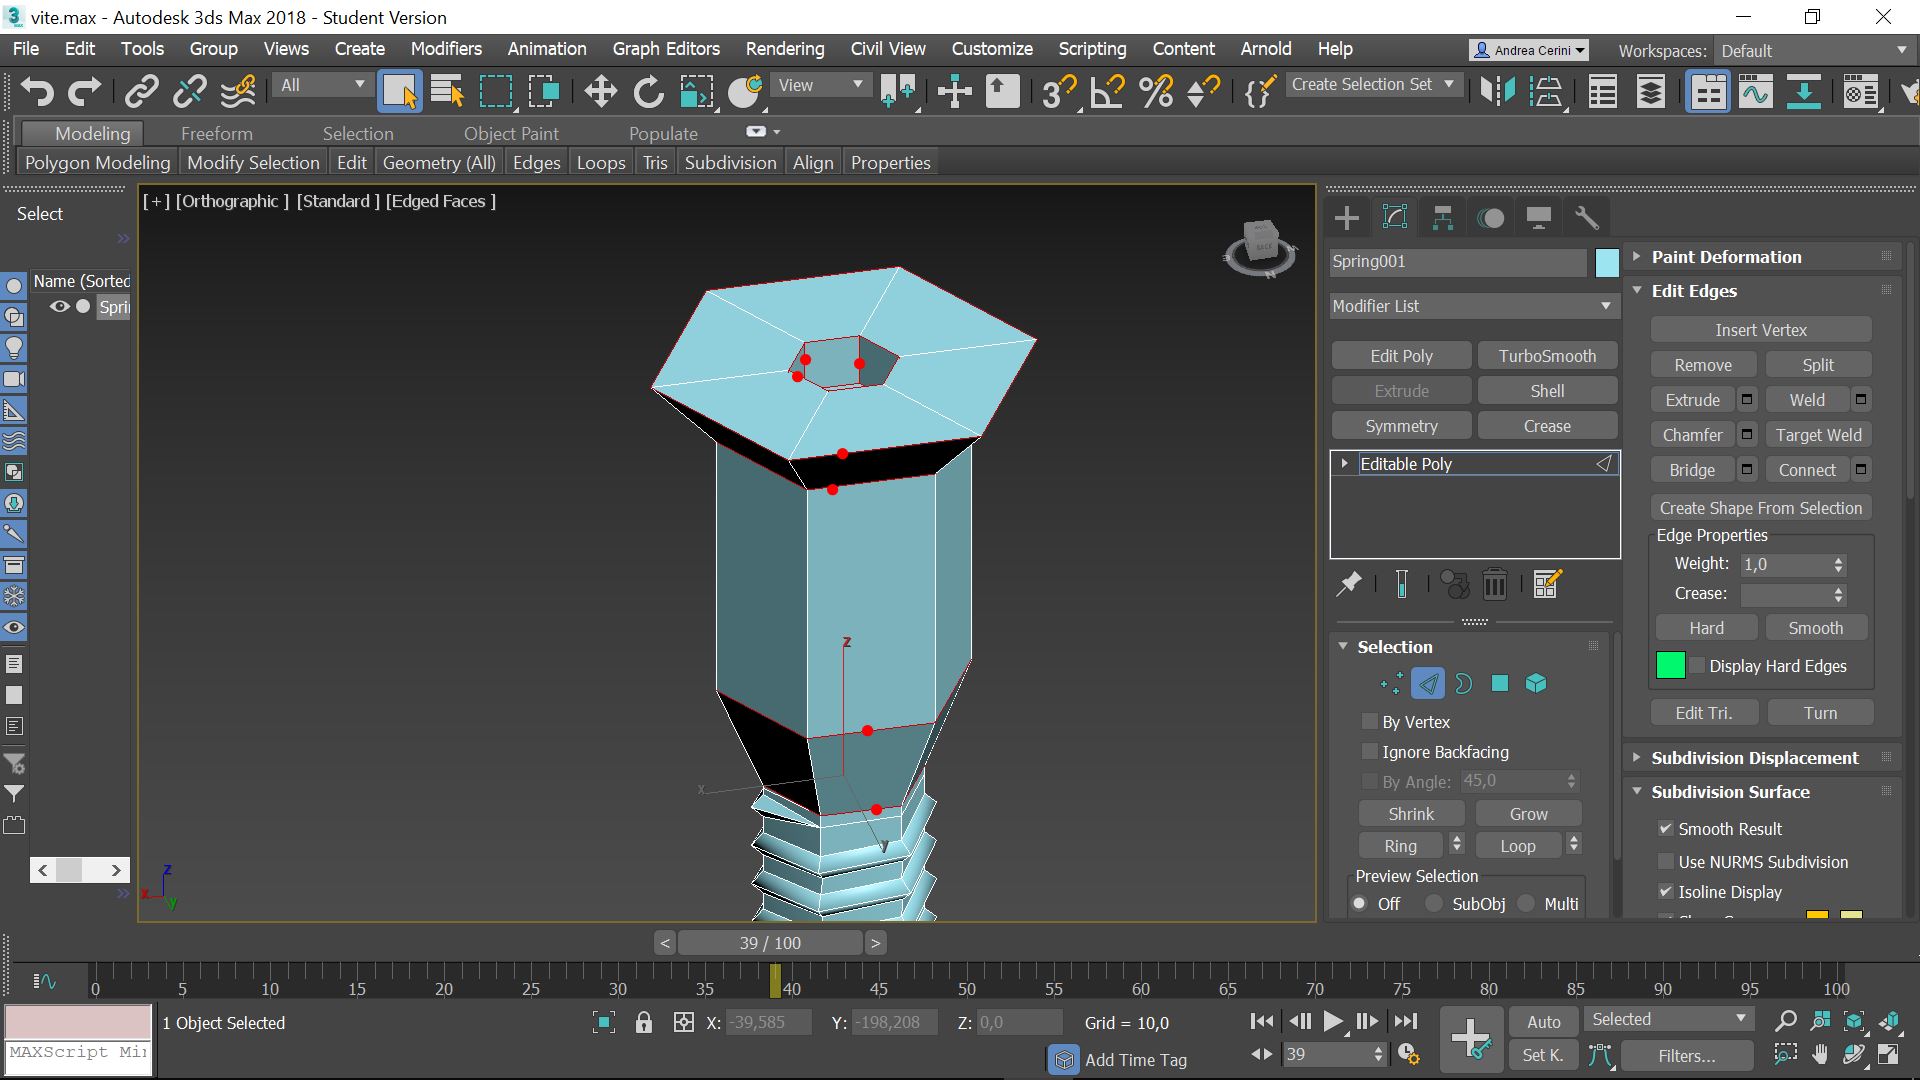 vite.max - Autodesk 3ds Max 2018 - Student Version
File Edit Tools Group Views Create Modifiers Animation Graph Editors Rendering Civil View Customize Scripting Content Arnold Help
Andrea Cerini
Workspaces: Default
All
View
Create Selection Set
Modeling Freeform Selection Object Paint Populate
Polygon Modeling Modify Selection Edit Geometry (All) Edges Loops Tris Subdivision Align Properties
Select
Name (Sorted
Spri
[+] [Orthographic ] [Standard ] [Edged Faces ]
BACK
N
z
x
y
z
x
y
Spring001
Modifier List
Edit Poly TurboSmooth
Extrude Shell
Symmetry Crease
Editable Poly
Selection
By Vertex
Ignore Backfacing
By Angle: 45,0
Shrink Grow
Ring Loop
Preview Selection
Off SubObj Multi
Paint Deformation
Edit Edges
Insert Vertex
Remove Split
Extrude Weld
Chamfer Target Weld
Bridge Connect
Create Shape From Selection
Edge Properties
Weight: 1,0
Crease:
Hard Smooth
Display Hard Edges
Edit Tri. Turn
Subdivision Displacement
Subdivision Surface
Smooth Result
Use NURMS Subdivision
Isoline Display
< 39 / 100 >
0 5 10 15 20 25 30 35 40 45 50 55 60 65 70 75 80 85 90 95 100
1 Object Selected
X: -39,585 Y: -198,208 Z: 0,0
Grid = 10,0
MAXScript Mi
Add Time Tag
39
Auto
Selected
Set K.
Filters...